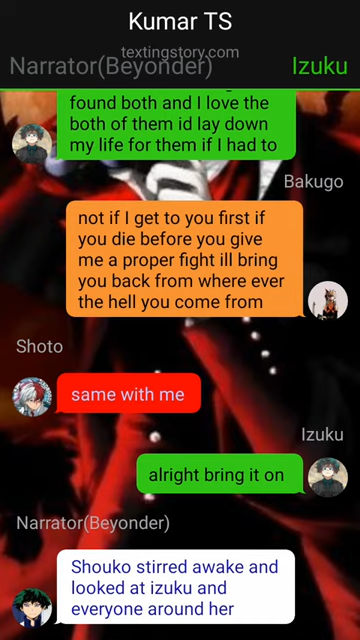 Kumar TS
textingstory.com
Narrator(Beyonder)
Izuku
found both and I love the
both of them id lay down
my life for them if I had to
Bakugo
not if I get to you first if
you die before you give
me a proper fight ill bring
you back from where ever
the hell you come from
Shoto
same with me
Izuku
alright bring it on
Narrator(Beyonder)
Shouko stirred awake and
looked at izuku and
everyone around her